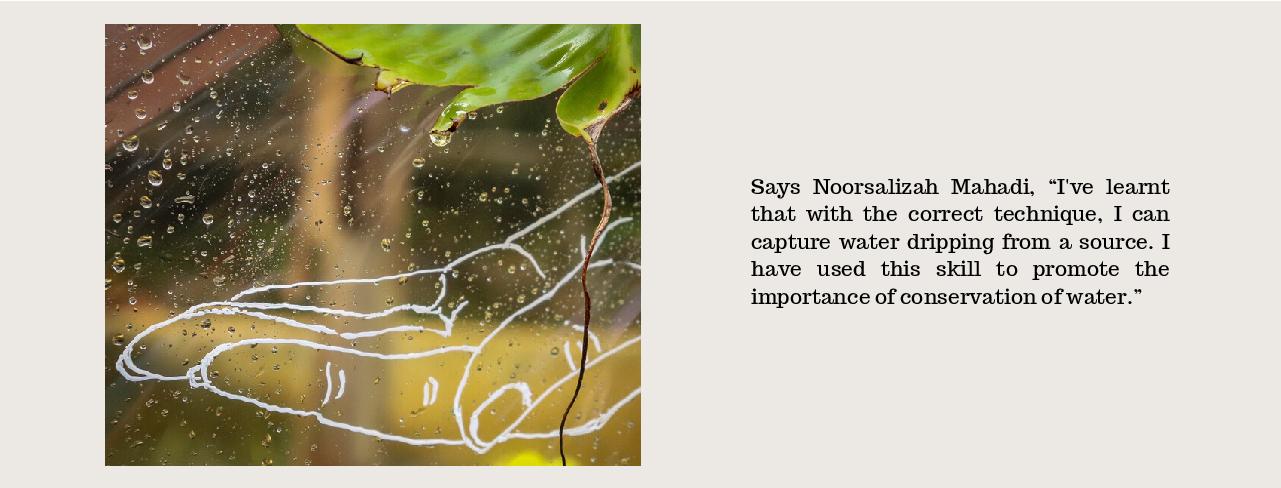 Says Noorsalizah Mahadi, “I've learnt
that with the correct technique, I can
capture water dripping from a source. I
have used this skill to promote the
importance of conservation of water.”